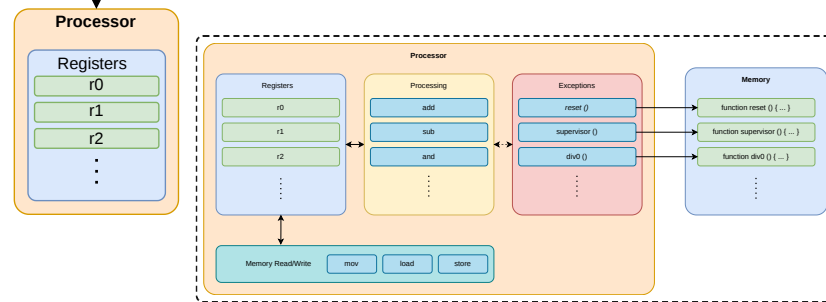 Processor
Registers
r0
r1
r2
Processor
Registers
r0
r1
r2
Processing
add
sub
and
Exceptions
reset ()
supervisor ()
div0 ()
Memory
function reset () { ... }
function supervisor () { ... }
function div0 () { ... }
Memory Read/Write
mov
load
store